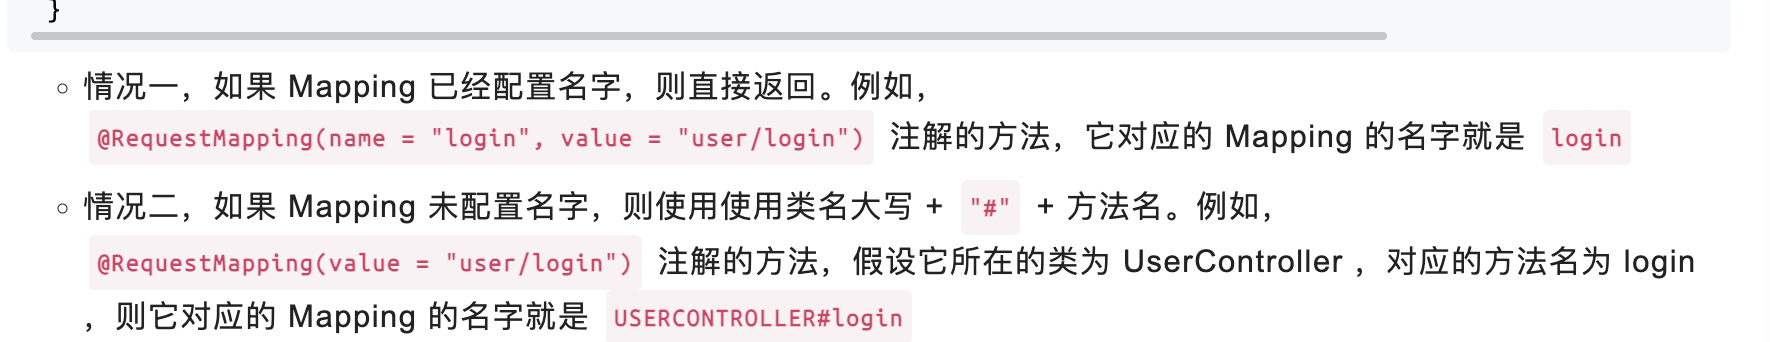 }
情况一，如果 Mapping 已经配置名字，则直接返回。例如，
@RequestMapping(name = "login", value = "user/login") 注解的方法，它对应的 Mapping 的名字就是 login
情况二，如果 Mapping 未配置名字，则使用使用类名大写 + "#" + 方法名。例如，
@RequestMapping(value = "user/login") 注解的方法，假设它所在的类为 UserController ，对应的方法名为 login
，则它对应的 Mapping 的名字就是 USERCONTROLLER#login